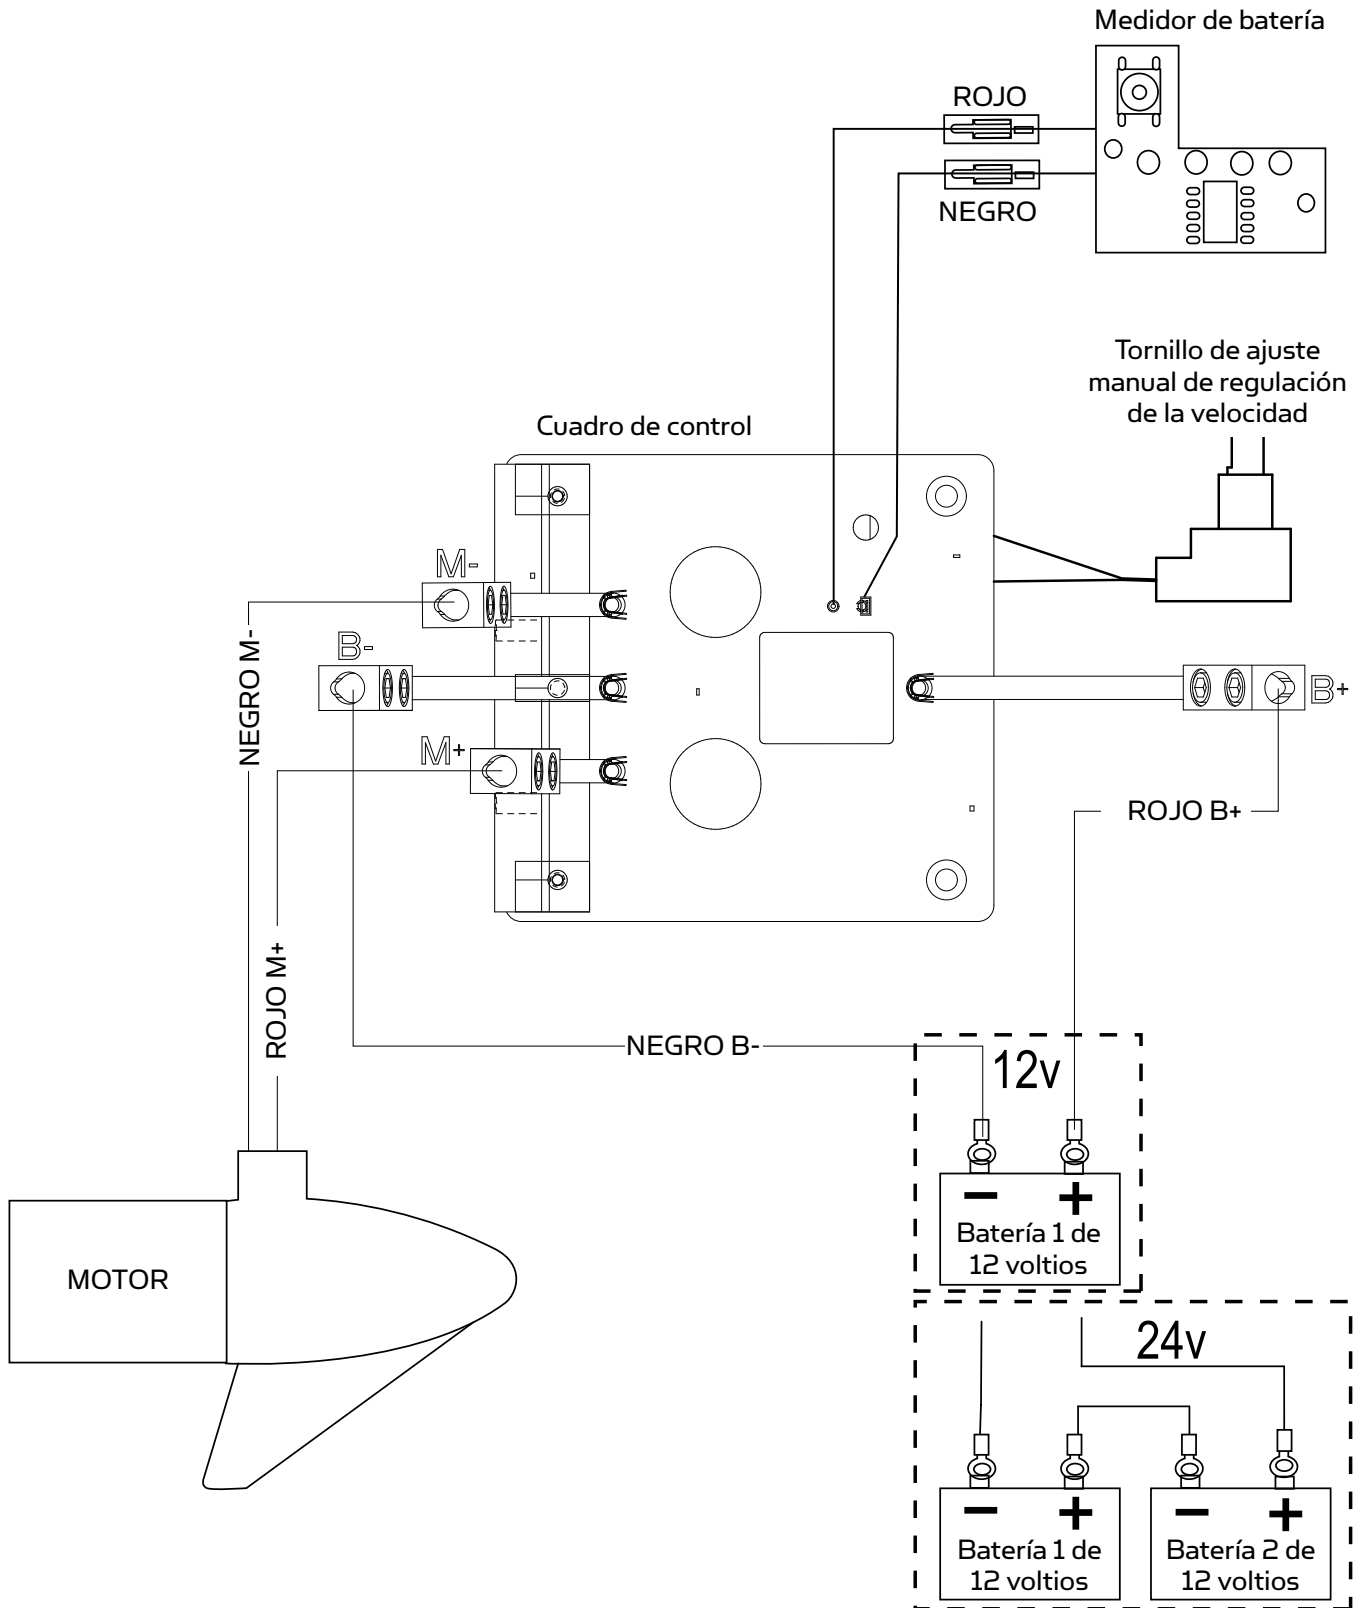 Medidor de batería
ROJO
NEGRO
Tornillo de ajuste
manual de regulación
de la velocidad
Cuadro de control
M-
B-
M+
B+
NEGRO M-
ROJO M+
ROJO B+
NEGRO B-
12v
− +
Batería 1 de
12 voltios
MOTOR
24v
− +
Batería 1 de
12 voltios
− +
Batería 2 de
12 voltios